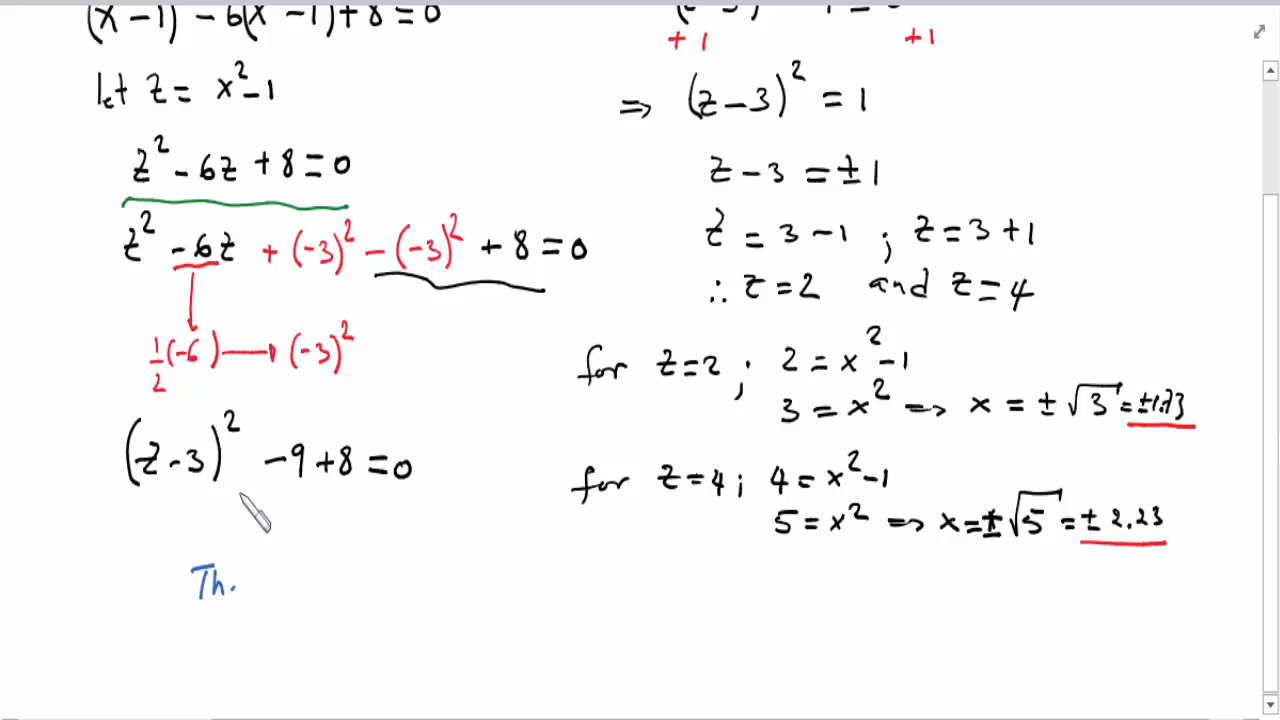 (x - 1) - 6(x - 1) + 8 = 0
let z = x² - 1
z² - 6z + 8 = 0
z² - 6z + (-3)² - (-3)² + 8 = 0
1/2 (-6) → (-3)²
(z - 3)² - 9 + 8 = 0
Th.
+1 +1
⇒ (z - 3)² = 1
z - 3 = ± 1
z = 3 - 1 ; z = 3 + 1
∴ z = 2 and z = 4
for z = 2 ; 2 = x² - 1
3 = x² ⇒ x = ± √3 = ±1.73
for z = 4 ; 4 = x² - 1
5 = x² ⇒ x = ± √5 = ± 2.23